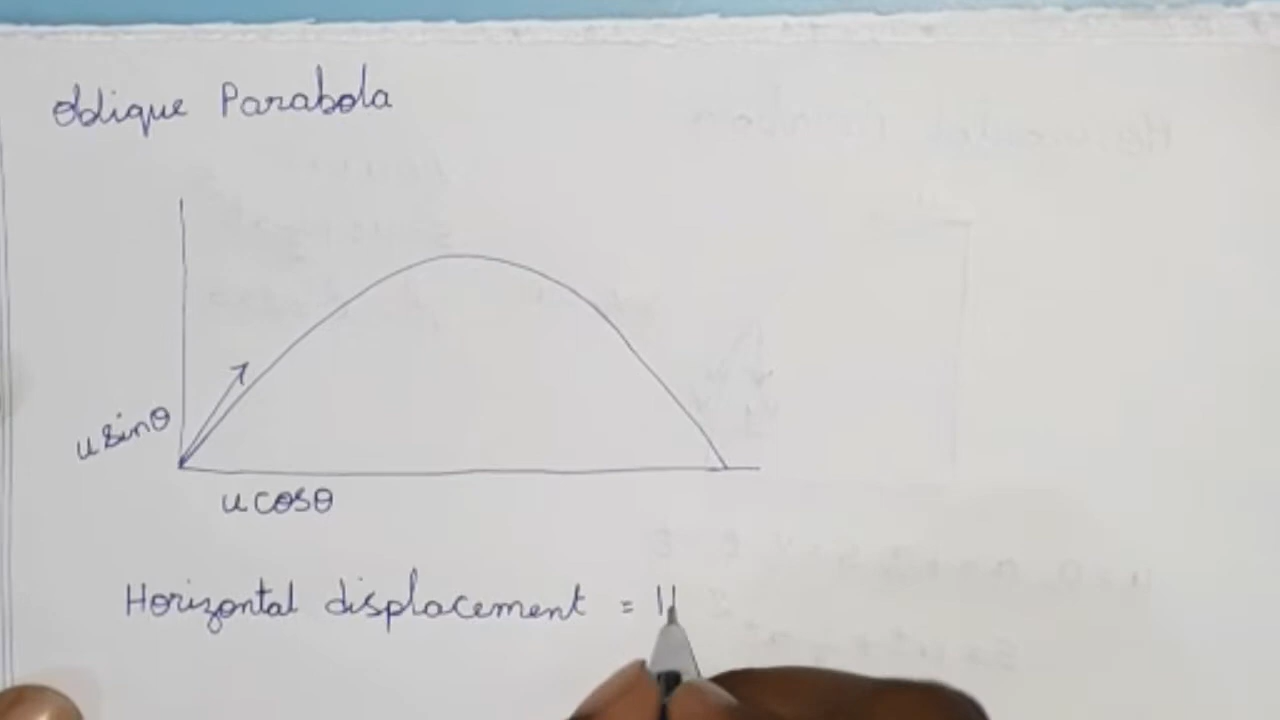 Oblique Parabola
u sinθ
u cosθ
Horizontal displacement =